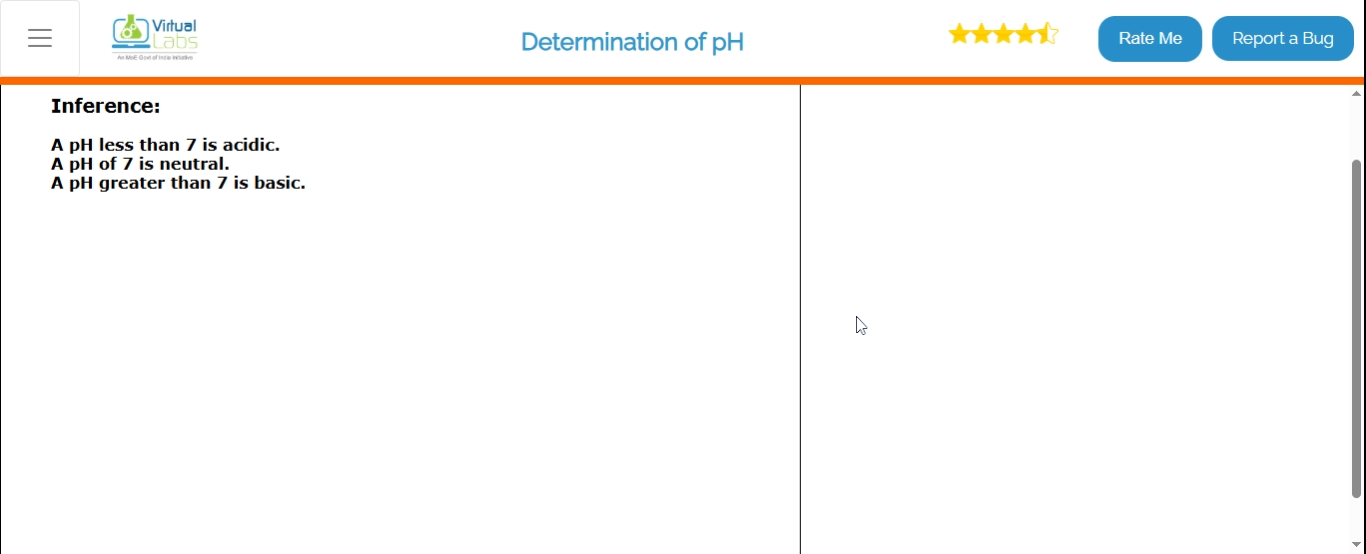 Virtual
Labs
An MoE Govt of India Initiative
Determination of pH
Rate Me
Report a Bug
Inference:
A pH less than 7 is acidic.
A pH of 7 is neutral.
A pH greater than 7 is basic.